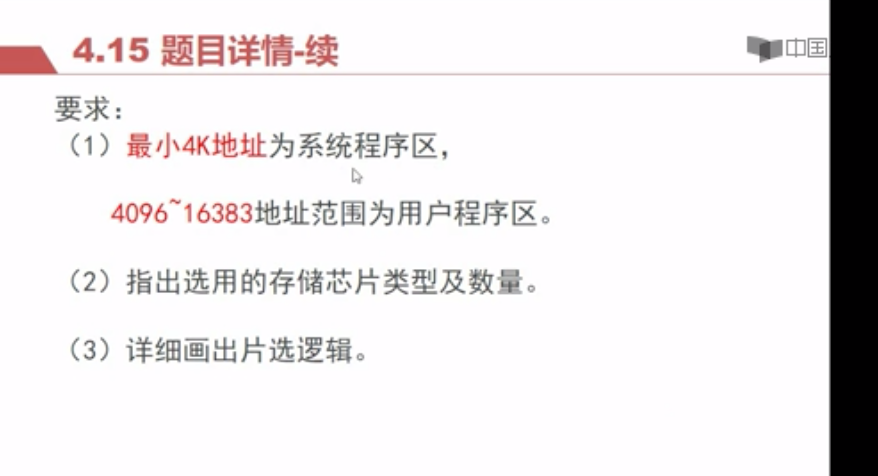 4.15 题目详情-续
中国
要求：
（1）最小4K地址为系统程序区，
4096~16383地址范围为用户程序区。
（2）指出选用的存储芯片类型及数量。
（3）详细画出片选逻辑。